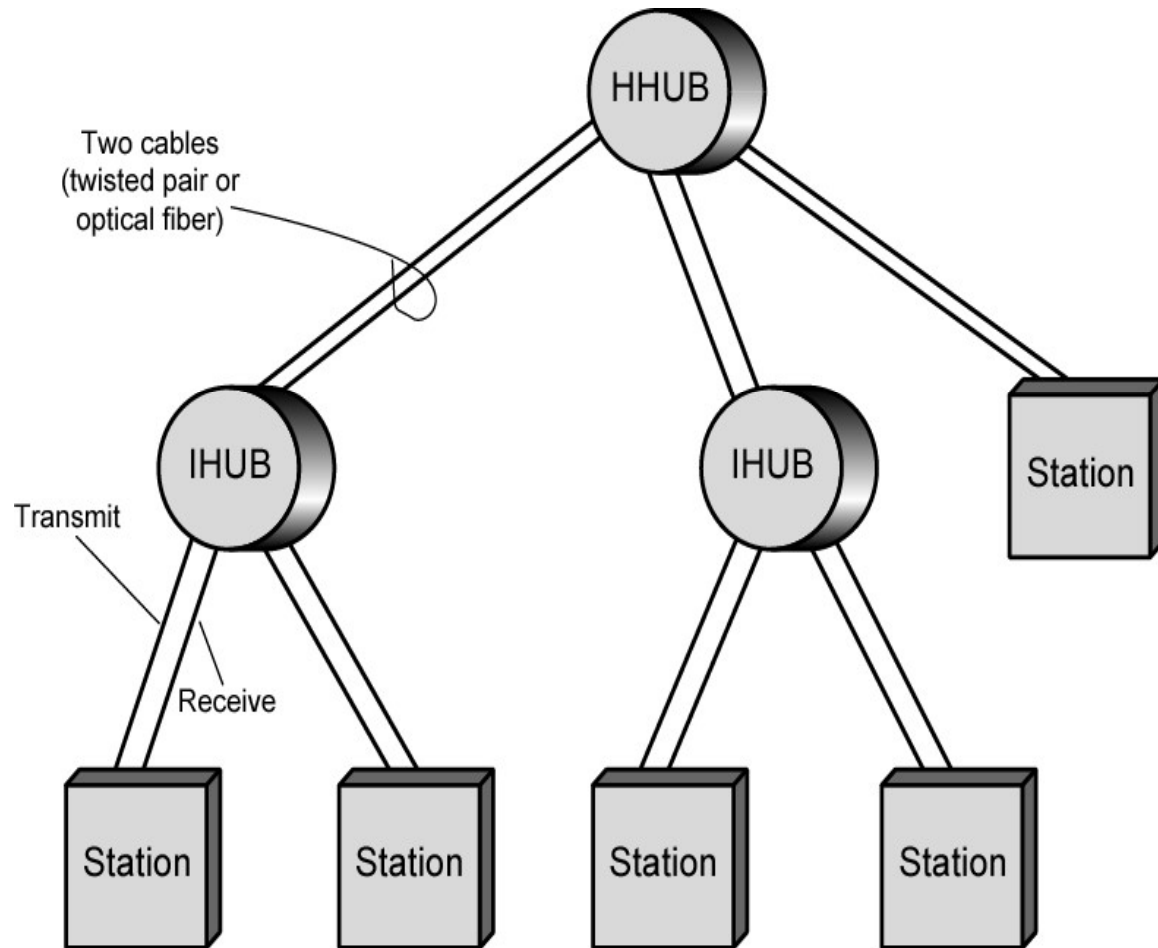 HHUB
Two cables
(twisted pair or
optical fiber)
IHUB
IHUB
Station
Transmit
Receive
Station
Station
Station
Station